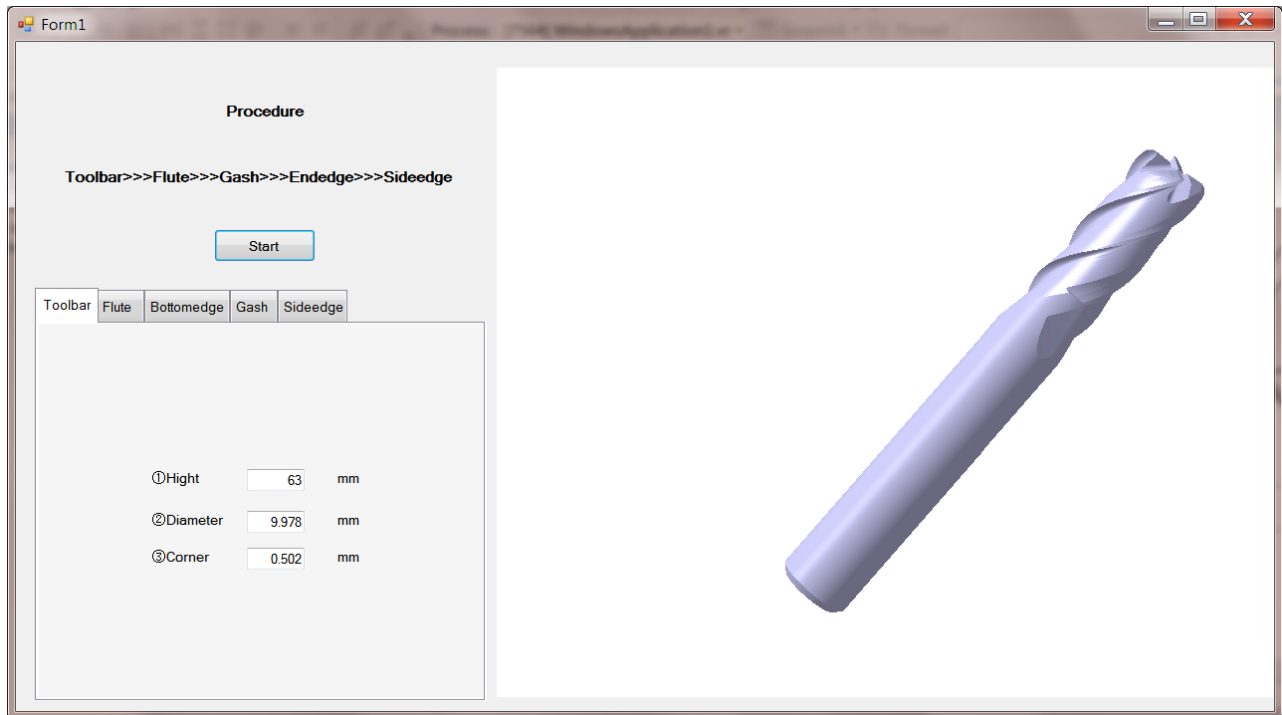 Form1
Procedure
Toolbar>>>Flute>>>Gash>>>Endedge>>>Sideedge
Start
Toolbar Flute Bottomedge Gash Sideedge
①Hight 63 mm
②Diameter 9.978 mm
③Corner 0.502 mm